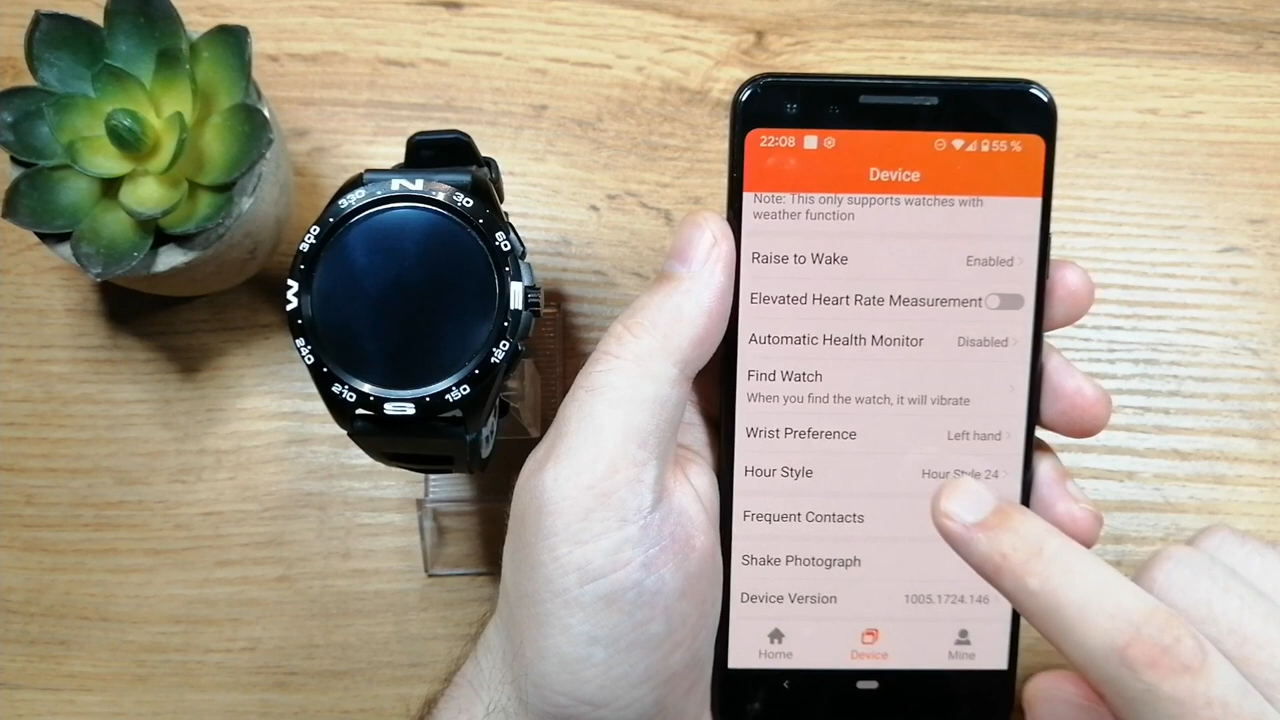 N
330
30
300
60
W
E
240
120
210
150
S
22:08
55 %
Device
Note: This only supports watches with
weather function
Raise to Wake
Enabled
Elevated Heart Rate Measurement
Automatic Health Monitor
Disabled
Find Watch
When you find the watch, it will vibrate
Wrist Preference
Left hand
Hour Style
Hour Style 24
Frequent Contacts
Shake Photograph
Device Version
1005.1724.146
Home
Device
Mine